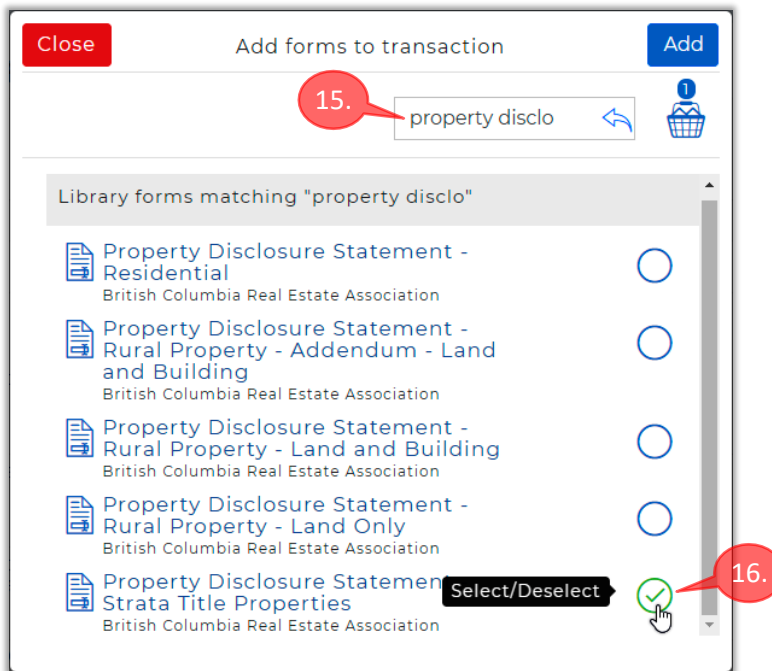 Close
Add forms to transaction
Add
15.
property disclo
1
Library forms matching "property disclo"
Property Disclosure Statement -
Residential
British Columbia Real Estate Association
Property Disclosure Statement -
Rural Property - Addendum - Land
and Building
British Columbia Real Estate Association
Property Disclosure Statement -
Rural Property - Land and Building
British Columbia Real Estate Association
Property Disclosure Statement -
Rural Property - Land Only
British Columbia Real Estate Association
Property Disclosure Statemen
Select/Deselect
16.
Strata Title Properties
British Columbia Real Estate Association